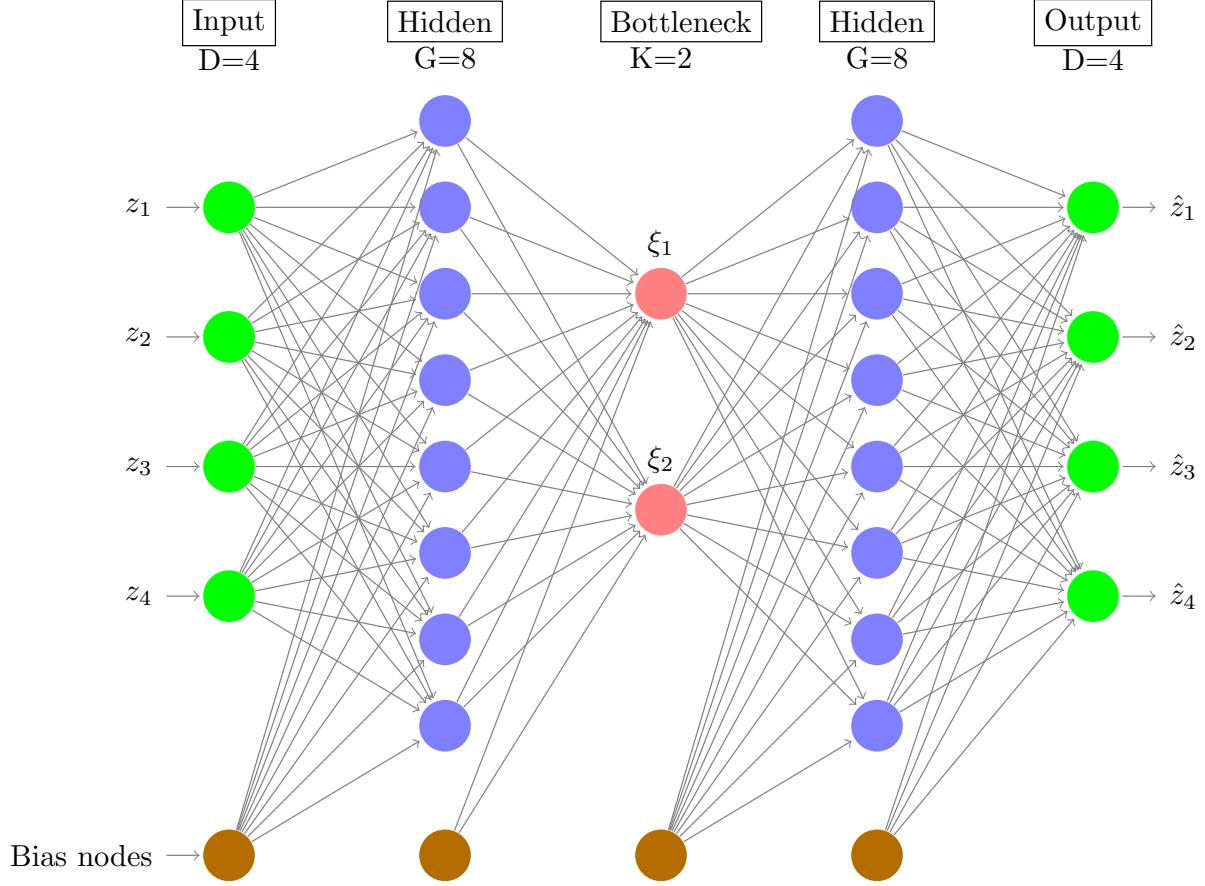 Input Hidden Bottleneck Hidden Output
D=4 G=8 K=2 G=8 D=4
z₁ ẑ₁
ξ₁
z₂ ẑ₂
ξ₂
z₃ ẑ₃
z₄ ẑ₄
Bias nodes